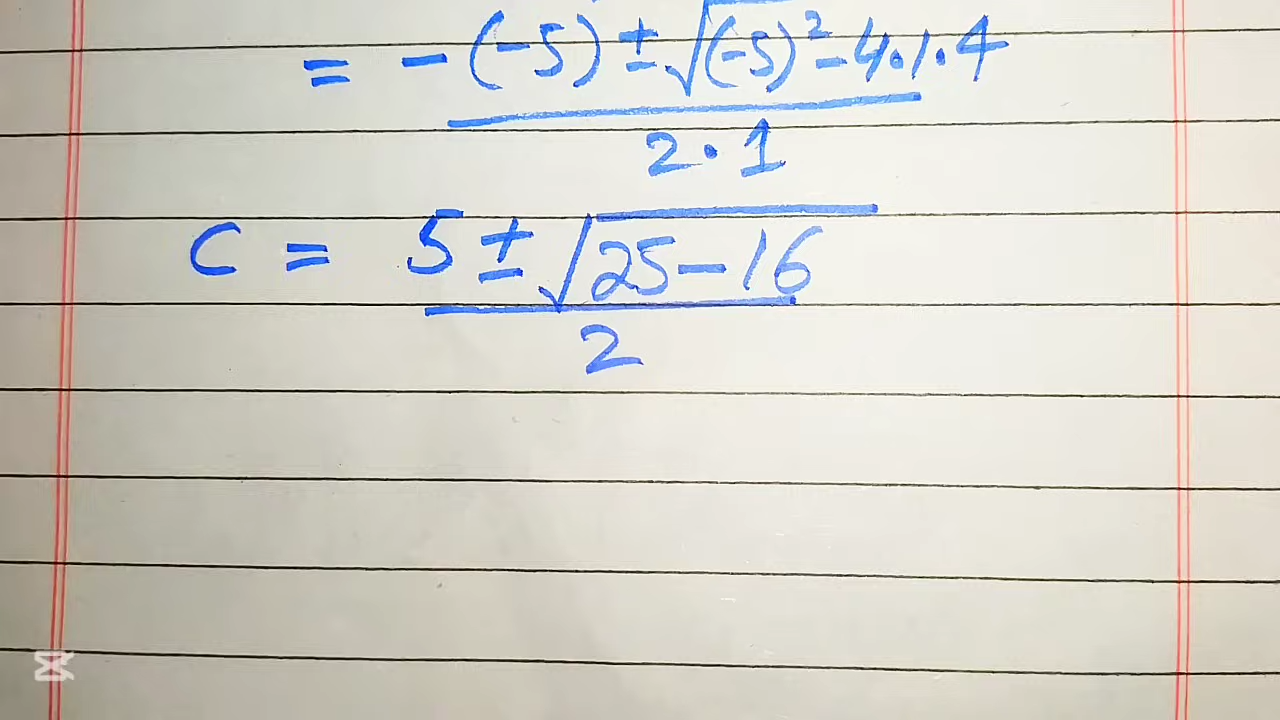 = -(-5) ± √(-5)² - 4·1·4
2·1
C = 5 ± √25-16
2